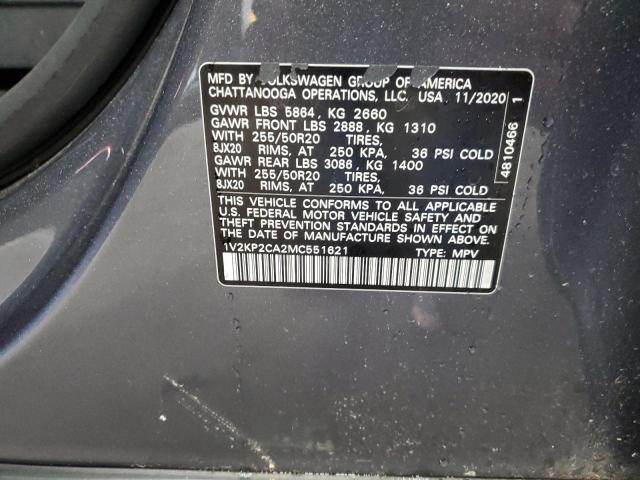 MFD BY VOLKSWAGEN GROUP OF AMERICA
CHATTANOOGA OPERATIONS, LLC. USA 11/2020
GVWR LBS 5864, KG 2660
GAWR FRONT LBS 2888, KG 1310
WITH 255/50R20 TIRES,
8JX20 RIMS, AT 250 KPA, 36 PSI COLD
GAWR REAR LBS 3086, KG 1400
WITH 255/50R20 TIRES,
8JX20 RIMS, AT 250 KPA, 36 PSI COLD
THIS VEHICLE CONFORMS TO ALL APPLICABLE
U.S. FEDERAL MOTOR VEHICLE SAFETY AND
THEFT PREVENTION STANDARDS IN EFFECT
ON THE DATE OF MANUFACTURE SHOWN ABOVE.
1V2KP2CA2MC551621 TYPE: MPV
4810466 1